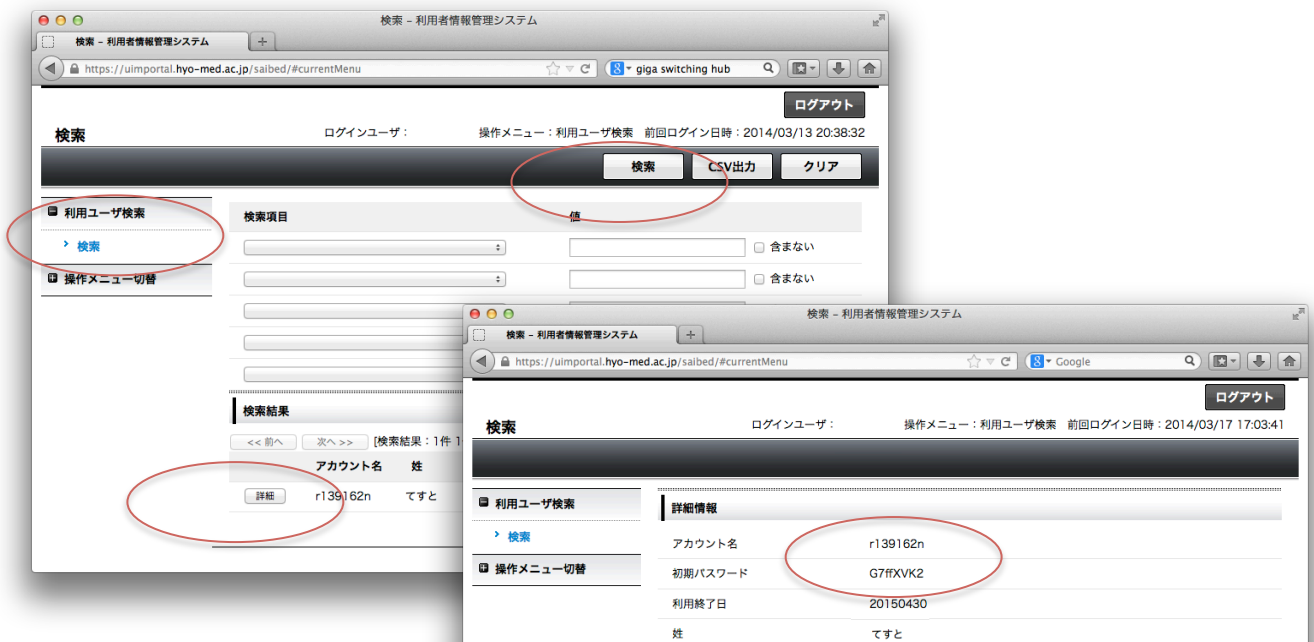 検索 – 利用者情報管理システム
検索 – 利用者情報管理システム
https://uimportal.hyo-med.ac.jp/saibed/#currentMenu
giga switching hub
ログアウト
検索 ログインユーザ： 操作メニュー：利用ユーザ検索 前回ログイン日時：2014/03/13 20:38:32
検索 CSV出力 クリア
利用ユーザ検索
検索
操作メニュー切替
検索項目 値
含まない
含まない
検索結果
<< 前へ 次へ >> [検索結果：1件 1
アカウント名 姓
詳細 r139162n てすと
検索 – 利用者情報管理システム
検索 – 利用者情報管理システム
https://uimportal.hyo-med.ac.jp/saibed/#currentMenu
Google
ログアウト
検索 ログインユーザ： 操作メニュー：利用ユーザ検索 前回ログイン日時：2014/03/17 17:03:41
利用ユーザ検索
検索
操作メニュー切替
詳細情報
アカウント名 r139162n
初期パスワード G7ffXVK2
利用終了日 20150430
姓 てすと